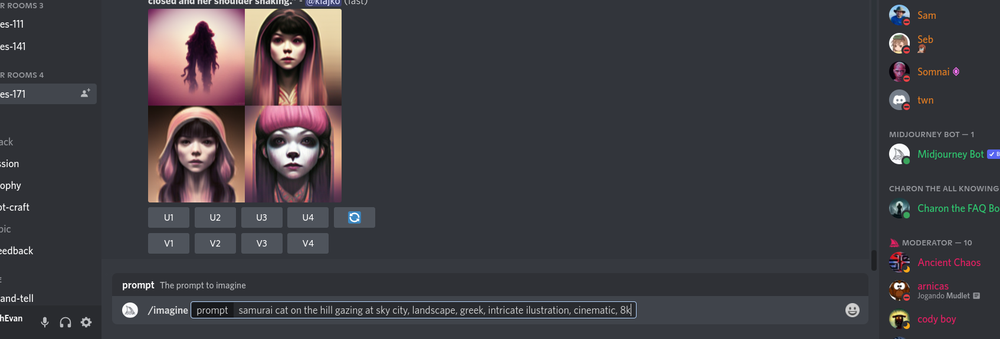 R ROOMS 3
es-111
es-141
R ROOMS 4
es-171
ack
ssion
ophy
ot-craft
pic
eedback
E
and-tell
hEvan
closed and her shoulder shaking." - @klajko (fast)
U1 U2 U3 U4
V1 V2 V3 V4
prompt The prompt to imagine
/imagine prompt samurai cat on the hill gazing at sky city, landscape, greek, intricate ilustration, cinematic, 8k
Sam
Seb
Somnai
twn
MIDJOURNEY BOT — 1
Midjourney Bot B
CHARON THE ALL KNOWING
Charon the FAQ Bo
MODERATOR — 10
Ancient Chaos
arnicas
Jogando Mudlet
cody boy